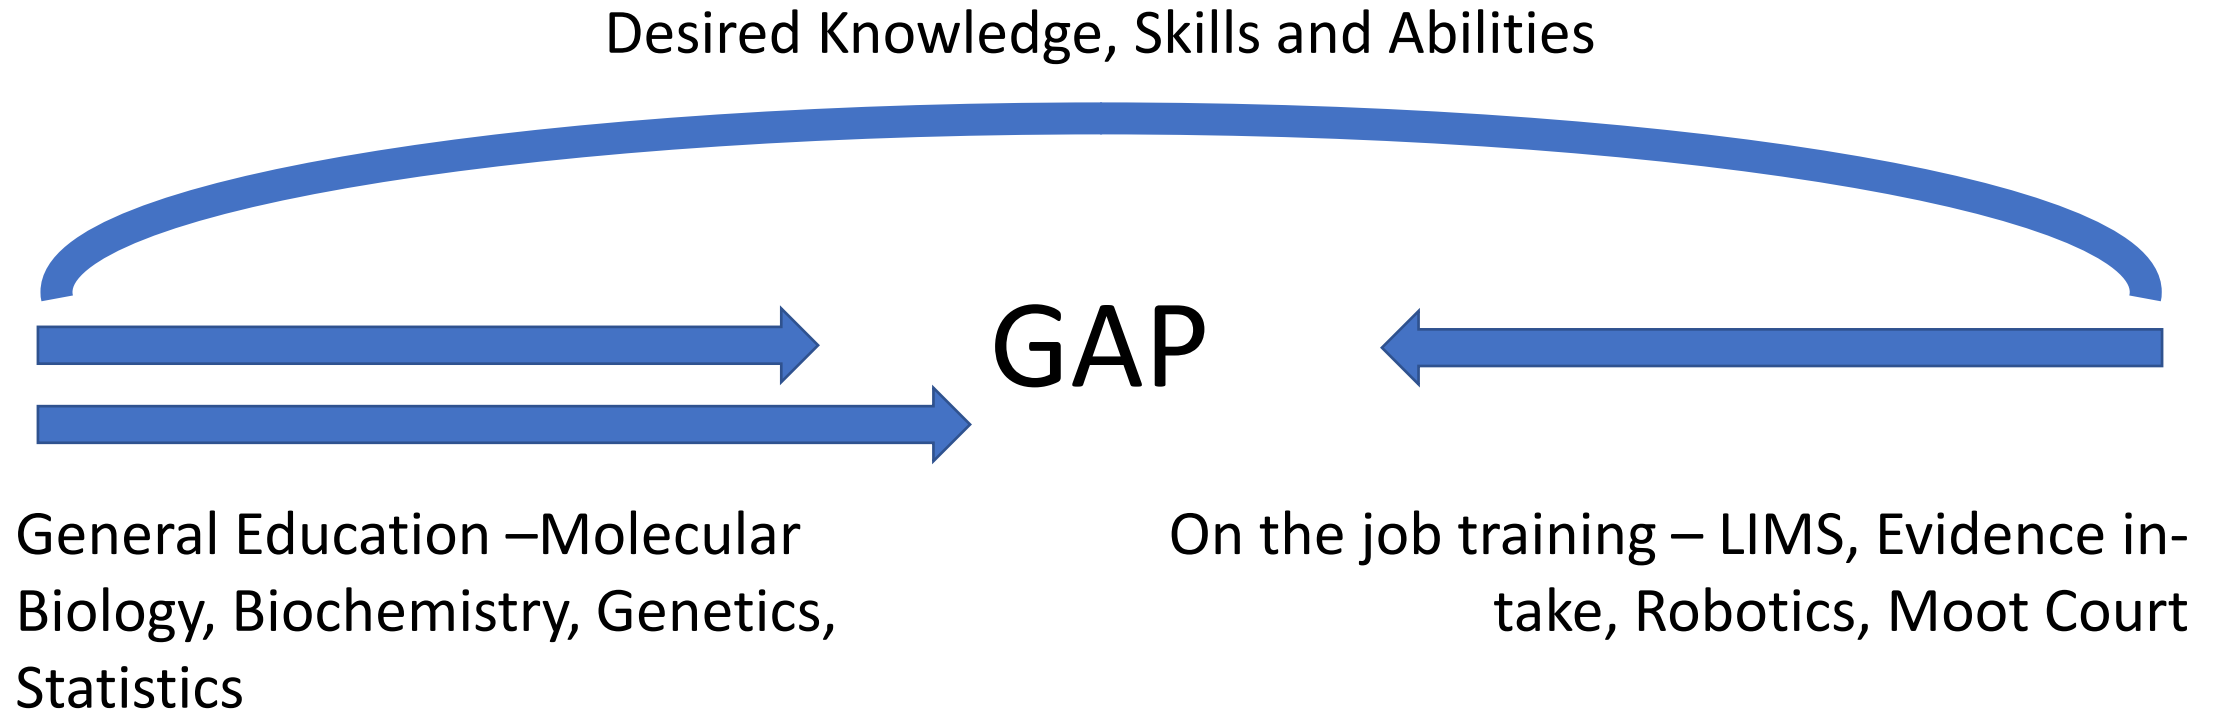 Desired Knowledge, Skills and Abilities
GAP
General Education –Molecular
Biology, Biochemistry, Genetics,
Statistics
On the job training – LIMS, Evidence in-
take, Robotics, Moot Court